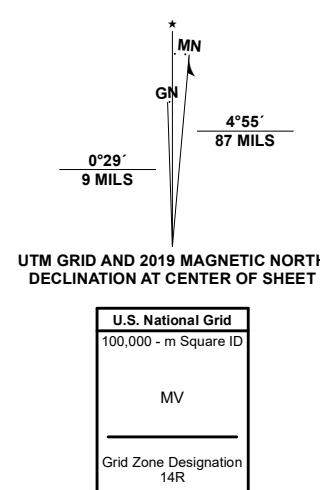 MN
GN
4°55´
87 MILS
0°29´
9 MILS
UTM GRID AND 2019 MAGNETIC NORTH
DECLINATION AT CENTER OF SHEET
U.S. National Grid
100,000 - m Square ID
MV
Grid Zone Designation
14R